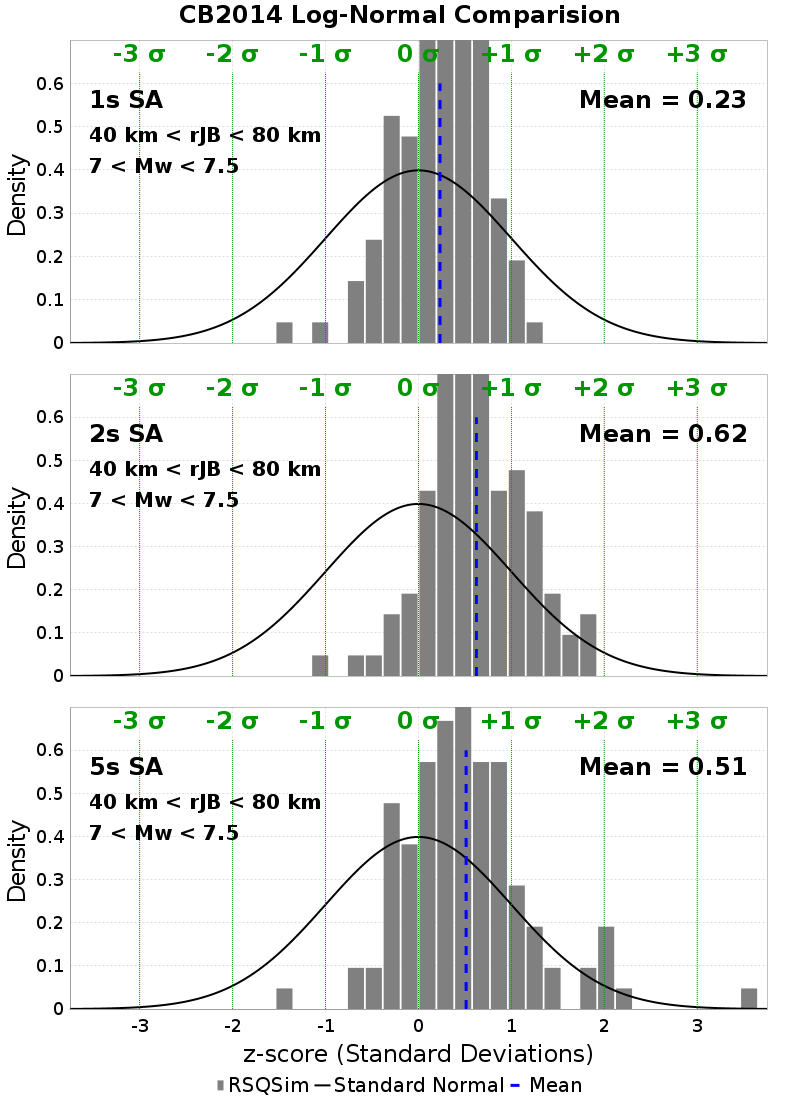 CB2014 Log-Normal Comparision
-3 σ -2 σ -1 σ 0 σ +1 σ +2 σ +3 σ
0.6
1s SA Mean = 0.23
0.5
40 km < rJB < 80 km
7 < Mw < 7.5
0.4
Density
0.3
0.2
0.1
0
-3 σ -2 σ -1 σ 0 σ +1 σ +2 σ +3 σ
0.6
2s SA Mean = 0.62
0.5
40 km < rJB < 80 km
7 < Mw < 7.5
0.4
Density
0.3
0.2
0.1
0
-3 σ -2 σ -1 σ 0 σ +1 σ +2 σ +3 σ
0.6
5s SA Mean = 0.51
0.5
40 km < rJB < 80 km
7 < Mw < 7.5
0.4
Density
0.3
0.2
0.1
0
-3 -2 -1 0 1 2 3
z-score (Standard Deviations)
RSQSim Standard Normal Mean